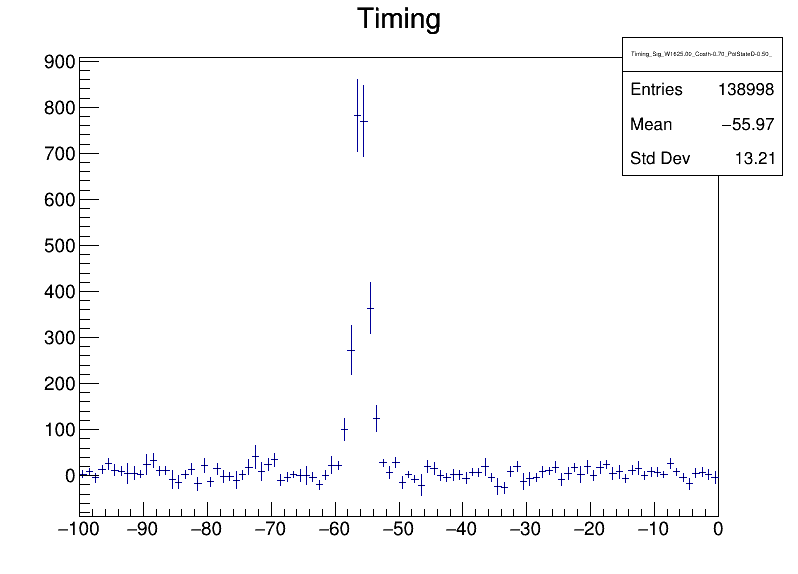 Timing
Timing_Sig_W1625.00_Costh-0.70_PolStateD-0.50_
Entries 138998
Mean −55.97
Std Dev 13.21
900
800
700
600
500
400
300
200
100
0
−100 −90 −80 −70 −60 −50 −40 −30 −20 −10 0